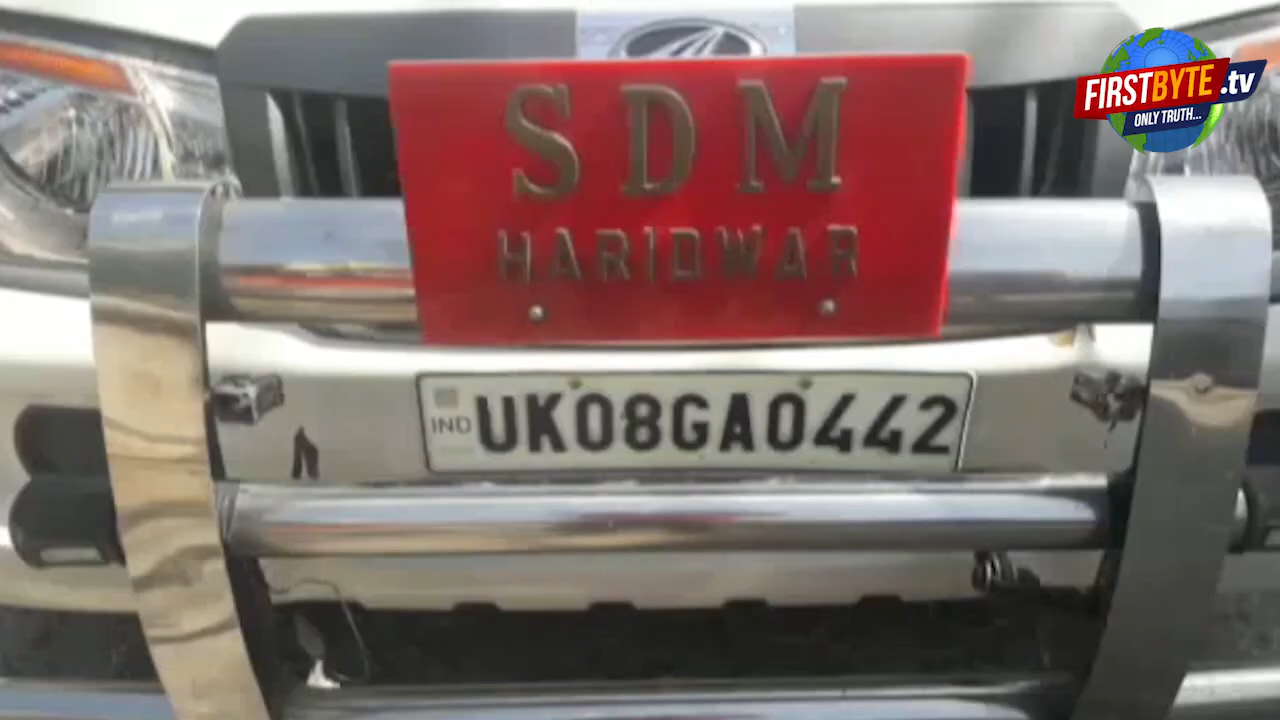 SDM
HARIDWAR
IND UK08GA0442
FIRSTBYTE.tv
ONLY TRUTH...